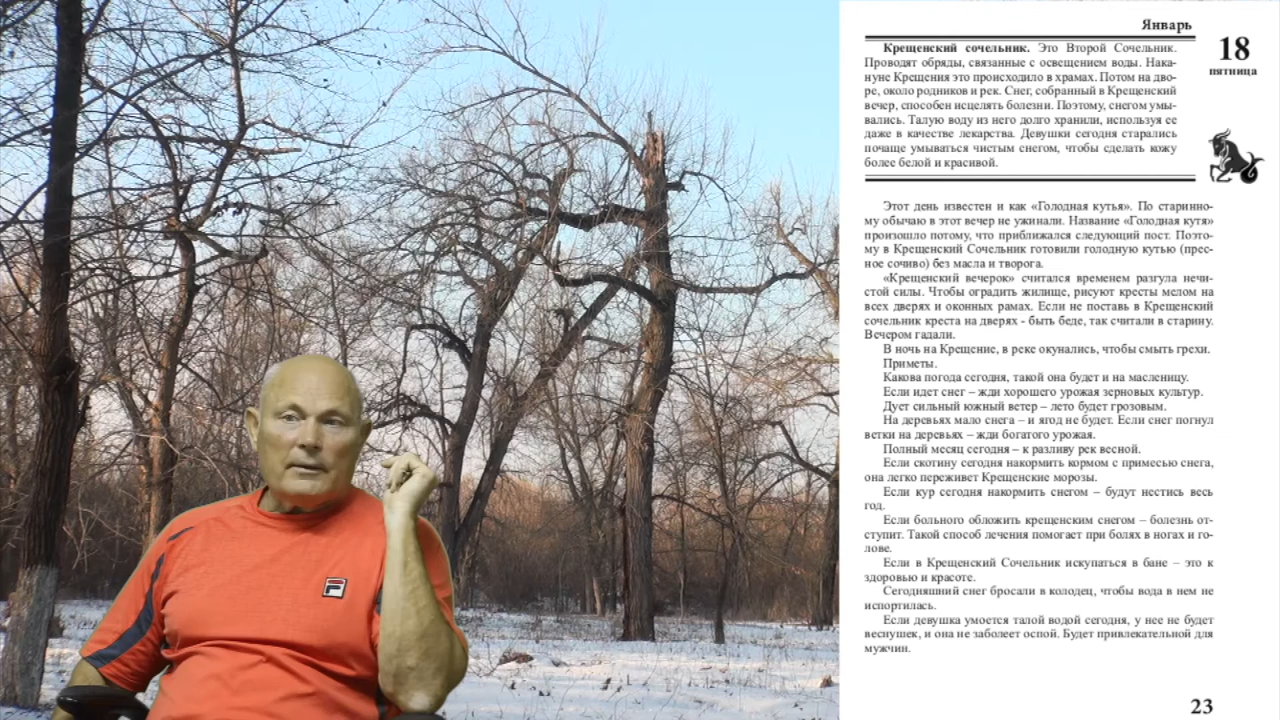 Январь
18
пятница
Крещенский сочельник. Это Второй Сочельник.
Проводят обряды, связанные с освещением воды. Нака-
нуне Крещения это происходило в храмах. Потом на дво-
ре, около родников и рек. Снег, собранный в Крещенский
вечер, способен исцелять болезни. Поэтому, снегом умы-
вались. Талую воду из него долго хранили, используя ее
даже в качестве лекарства. Девушки сегодня старались
почаще умываться чистым снегом, чтобы сделать кожу
более белой и красивой.
Этот день известен и как «Голодная кутья». По старинно-
му обычаю в этот вечер не ужинали. Название «Голодная кутя»
произошло потому, что приближался следующий пост. Поэто-
му в Крещенский Сочельник готовили голодную кутью (прес-
ное сочиво) без масла и творога.
«Крещенский вечерок» считался временем разгула нечи-
стой силы. Чтобы оградить жилище, рисуют кресты мелом на
всех дверях и оконных рамах. Если не поставь в Крещенский
сочельник креста на дверях - быть беде, так считали в старину.
Вечером гадали.
В ночь на Крещение, в реке окунались, чтобы смыть грехи.
Приметы.
Какова погода сегодня, такой она будет и на масленицу.
Если идет снег – жди хорошего урожая зерновых культур.
Дует сильный южный ветер – лето будет грозовым.
На деревьях мало снега – и ягод не будет. Если снег погнул
ветки на деревьях – жди богатого урожая.
Полный месяц сегодня – к разливу рек весной.
Если скотину сегодня накормить кормом с примесью снега,
она легко переживет Крещенские морозы.
Если кур сегодня накормить снегом – будут нестись весь
год.
Если больного обложить крещенским снегом – болезнь от-
ступит. Такой способ лечения помогает при болях в ногах и го-
лове.
Если в Крещенский Сочельник искупаться в бане – это к
здоровью и красоте.
Сегодняшний снег бросали в колодец, чтобы вода в нем не
испортилась.
Если девушка умоется талой водой сегодня, у нее не будет
веснушек, и она не заболеет оспой. Будет привлекательной для
мужчин.
23